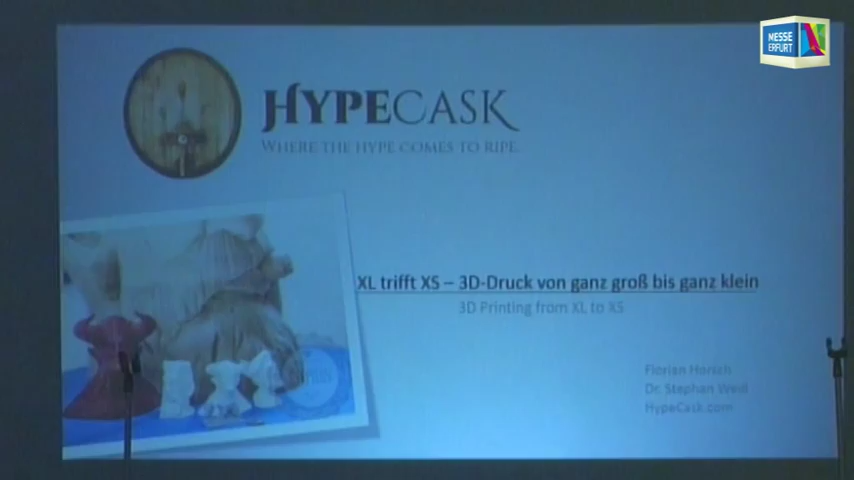 MESSE
ERFURT
HYPECASK
WHERE THE HYPE COMES TO RIPE.
XL trifft XS – 3D-Druck von ganz groß bis ganz klein
3D Printing from XL to XS
Florian Horsch
Dr. Stephan Weiß
HypeCask.com